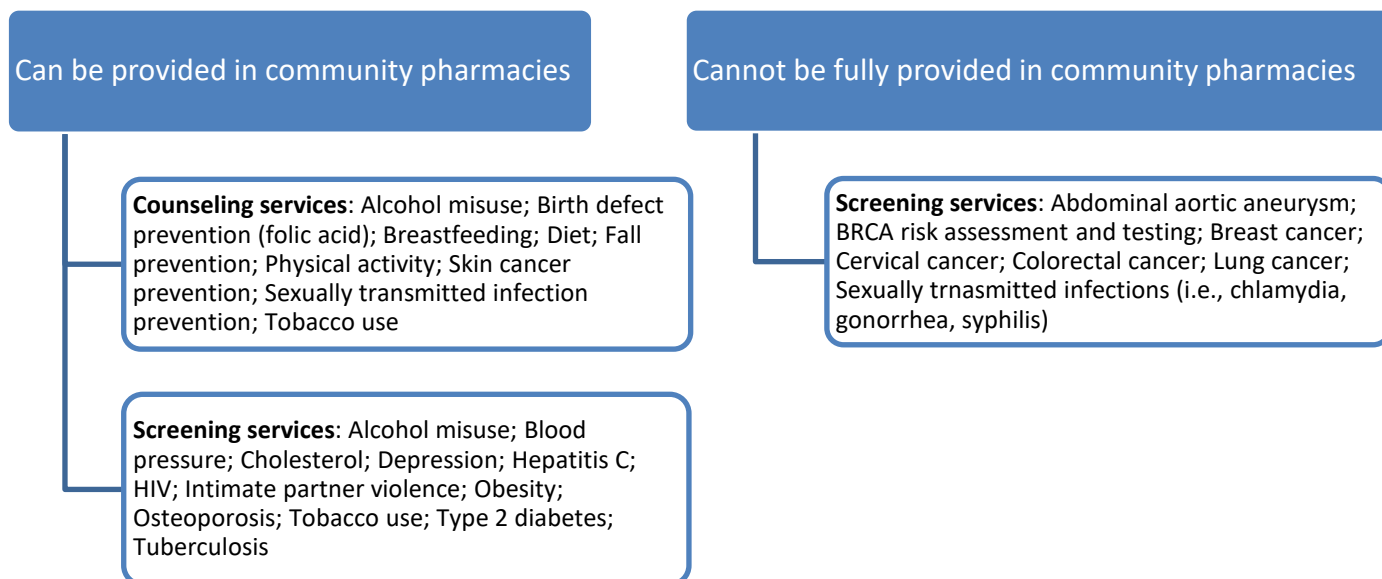 Can be provided in community pharmacies
Counseling services: Alcohol misuse; Birth defect
prevention (folic acid); Breastfeeding; Diet; Fall
prevention; Physical activity; Skin cancer
prevention; Sexually transmitted infection
prevention; Tobacco use
Screening services: Alcohol misuse; Blood
pressure; Cholesterol; Depression; Hepatitis C;
HIV; Intimate partner violence; Obesity;
Osteoporosis; Tobacco use; Type 2 diabetes;
Tuberculosis
Cannot be fully provided in community pharmacies
Screening services: Abdominal aortic aneurysm;
BRCA risk assessment and testing; Breast cancer;
Cervical cancer; Colorectal cancer; Lung cancer;
Sexually trnasmitted infections (i.e., chlamydia,
gonorrhea, syphilis)